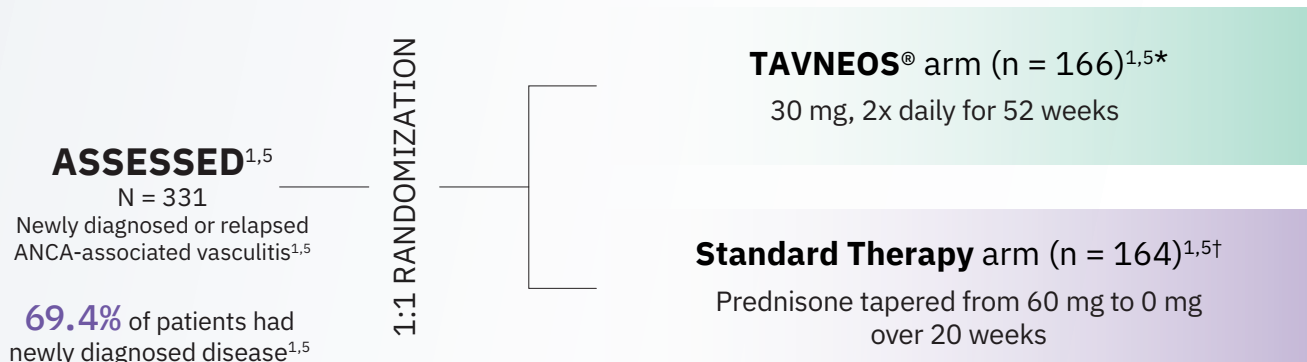 ASSESSED1,5
N = 331
Newly diagnosed or relapsed
ANCA-associated vasculitis1,5
69.4% of patients had
newly diagnosed disease1,5
1:1 RANDOMIZATION
TAVNEOS® arm (n = 166)1,5*
30 mg, 2x daily for 52 weeks
Standard Therapy arm (n = 164)1,5†
Prednisone tapered from 60 mg to 0 mg
over 20 weeks